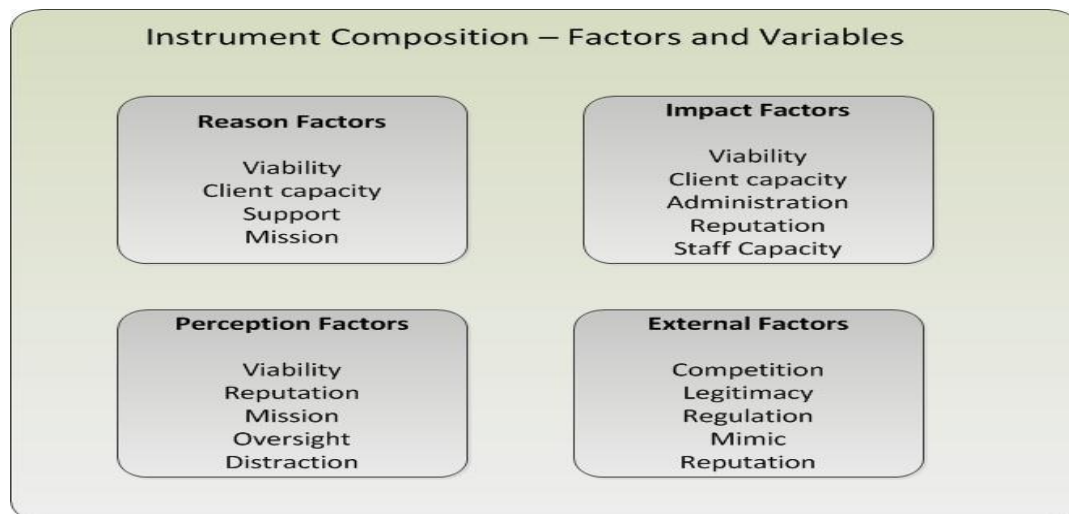 Instrument Composition – Factors and Variables
Reason Factors
Viability
Client capacity
Support
Mission
Impact Factors
Viability
Client capacity
Administration
Reputation
Staff Capacity
Perception Factors
Viability
Reputation
Mission
Oversight
Distraction
External Factors
Competition
Legitimacy
Regulation
Mimic
Reputation